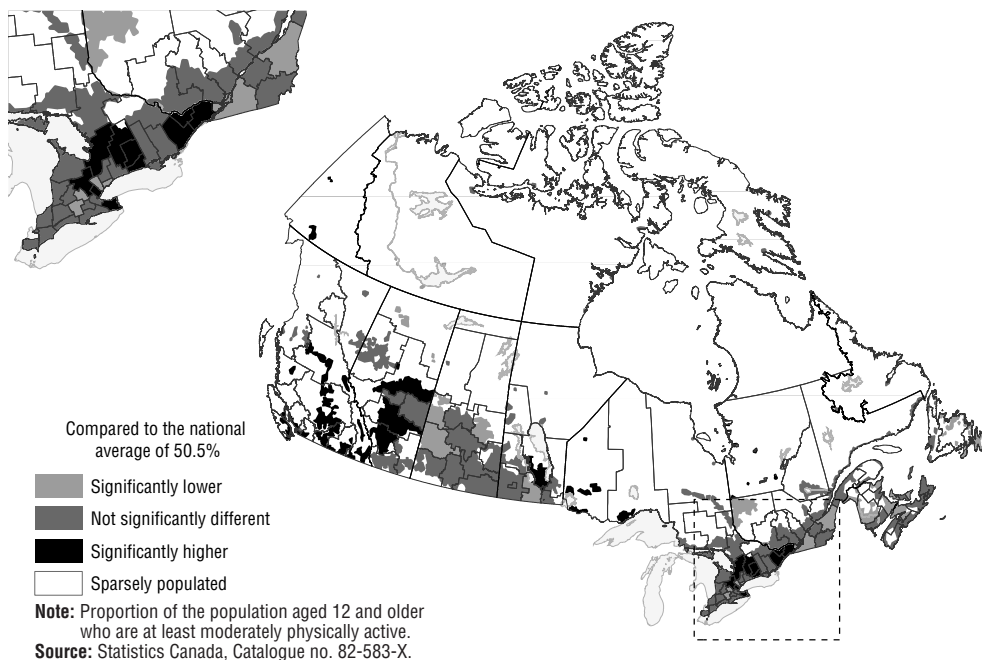 Compared to the national
average of 50.5%
Significantly lower
Not significantly different
Significantly higher
Sparsely populated
Note: Proportion of the population aged 12 and older
who are at least moderately physically active.
Source: Statistics Canada, Catalogue no. 82-583-X.